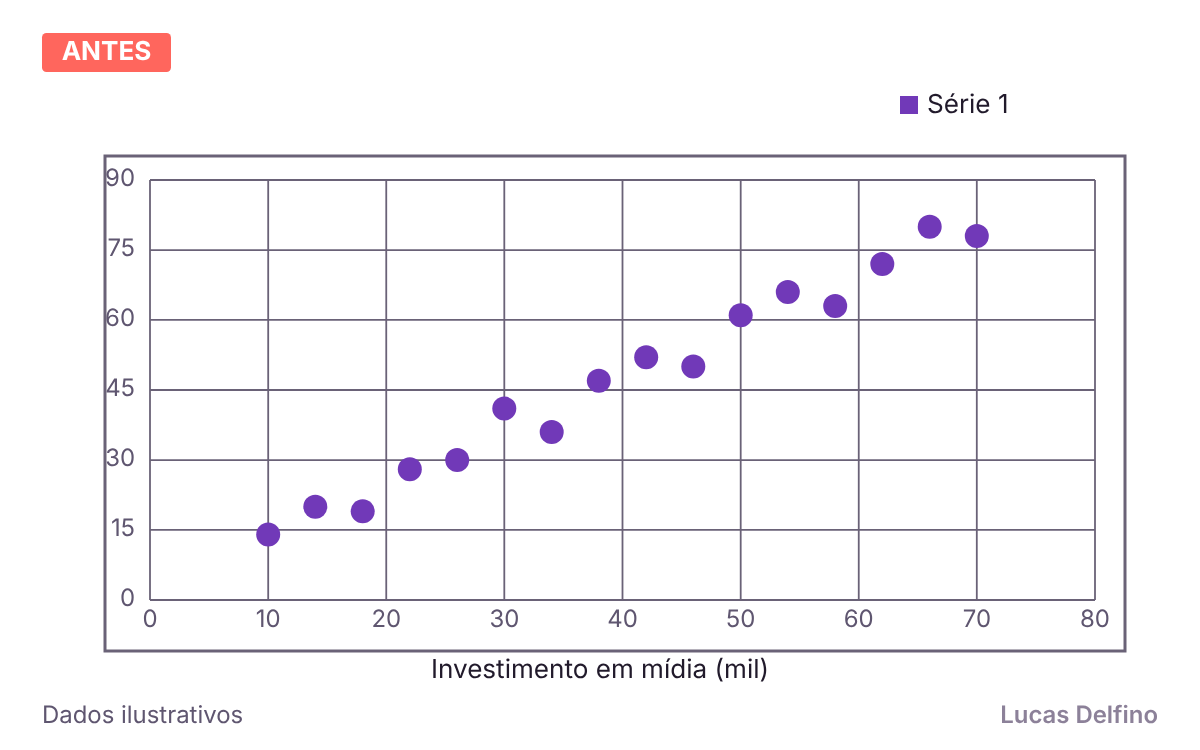 ANTES
Série 1
90
75
60
45
30
15
0
0 10 20 30 40 50 60 70 80
Investimento em mídia (mil)
Dados ilustrativos
Lucas Delfino